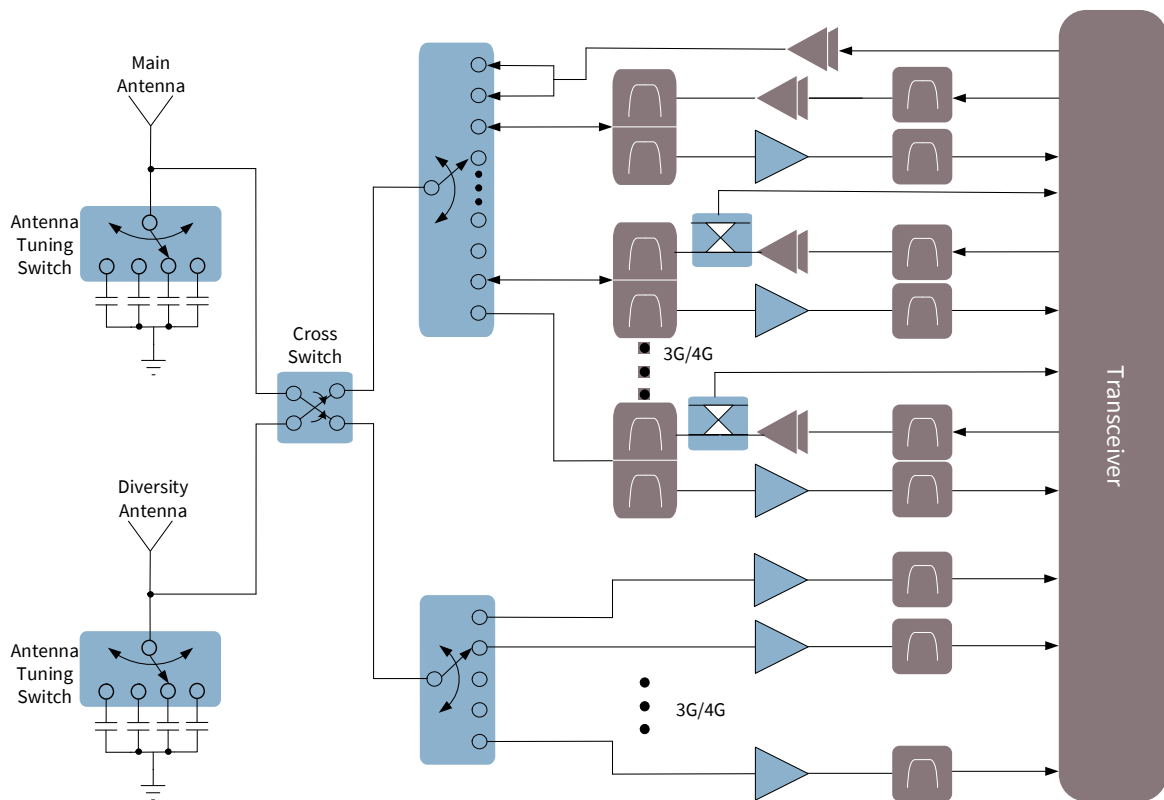 Main
Antenna
Antenna
Tuning
Switch
Cross
Switch
3G/4G
Transceiver
Diversity
Antenna
Antenna
Tuning
Switch
3G/4G